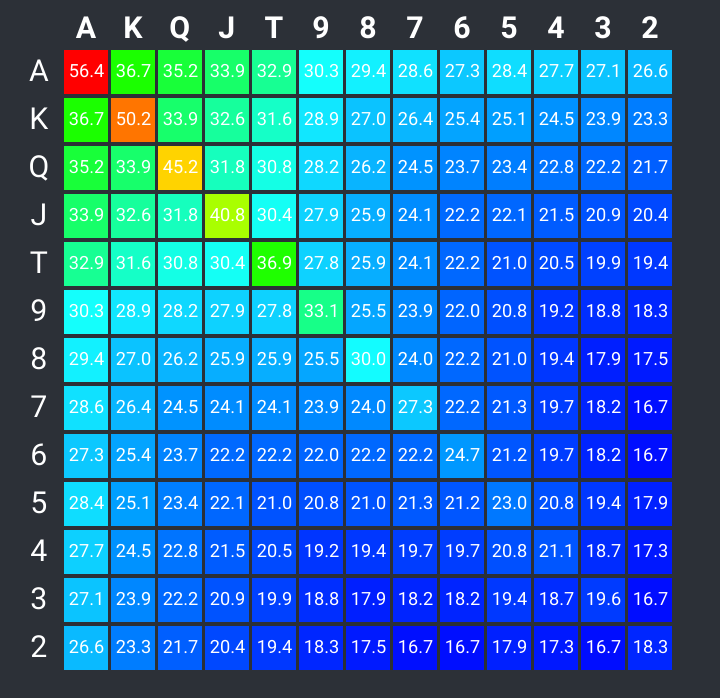 A K Q J T 9 8 7 6 5 4 3 2
A 56.4 36.7 35.2 33.9 32.9 30.3 29.4 28.6 27.3 28.4 27.7 27.1 26.6
K 36.7 50.2 33.9 32.6 31.6 28.9 27.0 26.4 25.4 25.1 24.5 23.9 23.3
Q 35.2 33.9 45.2 31.8 30.8 28.2 26.2 24.5 23.7 23.4 22.8 22.2 21.7
J 33.9 32.6 31.8 40.8 30.4 27.9 25.9 24.1 22.2 22.1 21.5 20.9 20.4
T 32.9 31.6 30.8 30.4 36.9 27.8 25.9 24.1 22.2 21.0 20.5 19.9 19.4
9 30.3 28.9 28.2 27.9 27.8 33.1 25.5 23.9 22.0 20.8 19.2 18.8 18.3
8 29.4 27.0 26.2 25.9 25.9 25.5 30.0 24.0 22.2 21.0 19.4 17.9 17.5
7 28.6 26.4 24.5 24.1 24.1 23.9 24.0 27.3 22.2 21.3 19.7 18.2 16.7
6 27.3 25.4 23.7 22.2 22.2 22.0 22.2 22.2 24.7 21.2 19.7 18.2 16.7
5 28.4 25.1 23.4 22.1 21.0 20.8 21.0 21.3 21.2 23.0 20.8 19.4 17.9
4 27.7 24.5 22.8 21.5 20.5 19.2 19.4 19.7 19.7 20.8 21.1 18.7 17.3
3 27.1 23.9 22.2 20.9 19.9 18.8 17.9 18.2 18.2 19.4 18.7 19.6 16.7
2 26.6 23.3 21.7 20.4 19.4 18.3 17.5 16.7 16.7 17.9 17.3 16.7 18.3